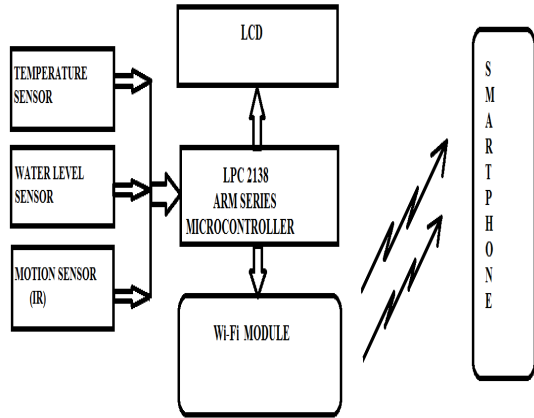 TEMPERATURE
SENSOR
WATER LEVEL
SENSOR
MOTION SENSOR
(IR)
LCD
LPC 2138
ARM SERIES
MICROCONTROLLER
Wi-Fi MODULE
S
M
A
R
T
P
H
O
N
E